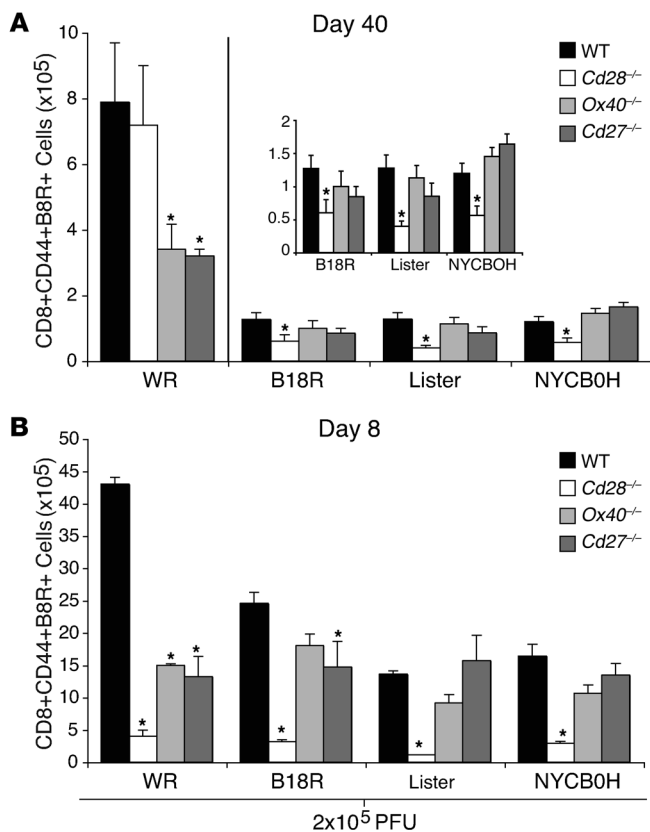 A
Day 40
CD8+CD44+B8R+ Cells (x10⁵)
10
8
6
4
2
0
WT
Cd28⁻/⁻
Ox40⁻/⁻
Cd27⁻/⁻
2
1.5
1
0.5
0
*
*
*
B18R
Lister
NYCBOH
*
*
*
*
*
WR
B18R
Lister
NYCB0H
B
Day 8
CD8+CD44+B8R+ Cells (x10⁵)
50
45
40
35
30
25
20
15
10
5
0
WT
Cd28⁻/⁻
Ox40⁻/⁻
Cd27⁻/⁻
*
*
*
*
*
*
*
WR
B18R
Lister
NYCB0H
2x10⁵ PFU